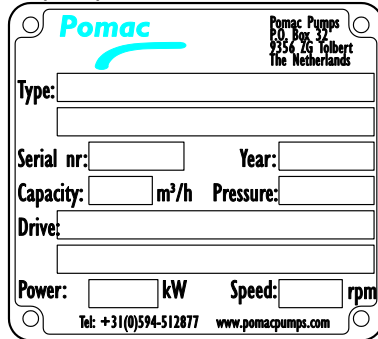 Pomac
Pomac Pumps
P.O. Box 32
9356 ZG Tolbert
The Netherlands
Type:
Serial nr: Year:
Capacity: m³/h Pressure:
Drive:
Power: kW Speed: rpm
Tel: +31(0)594-512877 www.pomacpumps.com